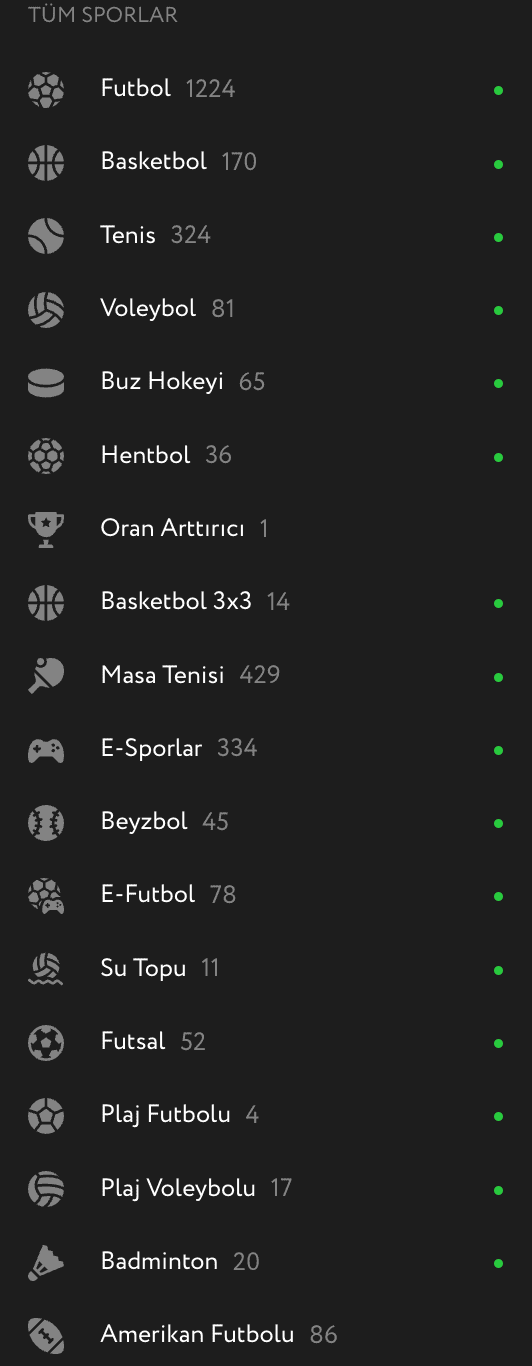 TÜM SPORLAR
Futbol 1224
Basketbol 170
Tenis 324
Voleybol 81
Buz Hokeyi 65
Hentbol 36
Oran Arttırıcı 1
Basketbol 3x3 14
Masa Tenisi 429
E-Sporlar 334
Beyzbol 45
E-Futbol 78
Su Topu 11
Futsal 52
Plaj Futbolu 4
Plaj Voleybolu 17
Badminton 20
Amerikan Futbolu 86